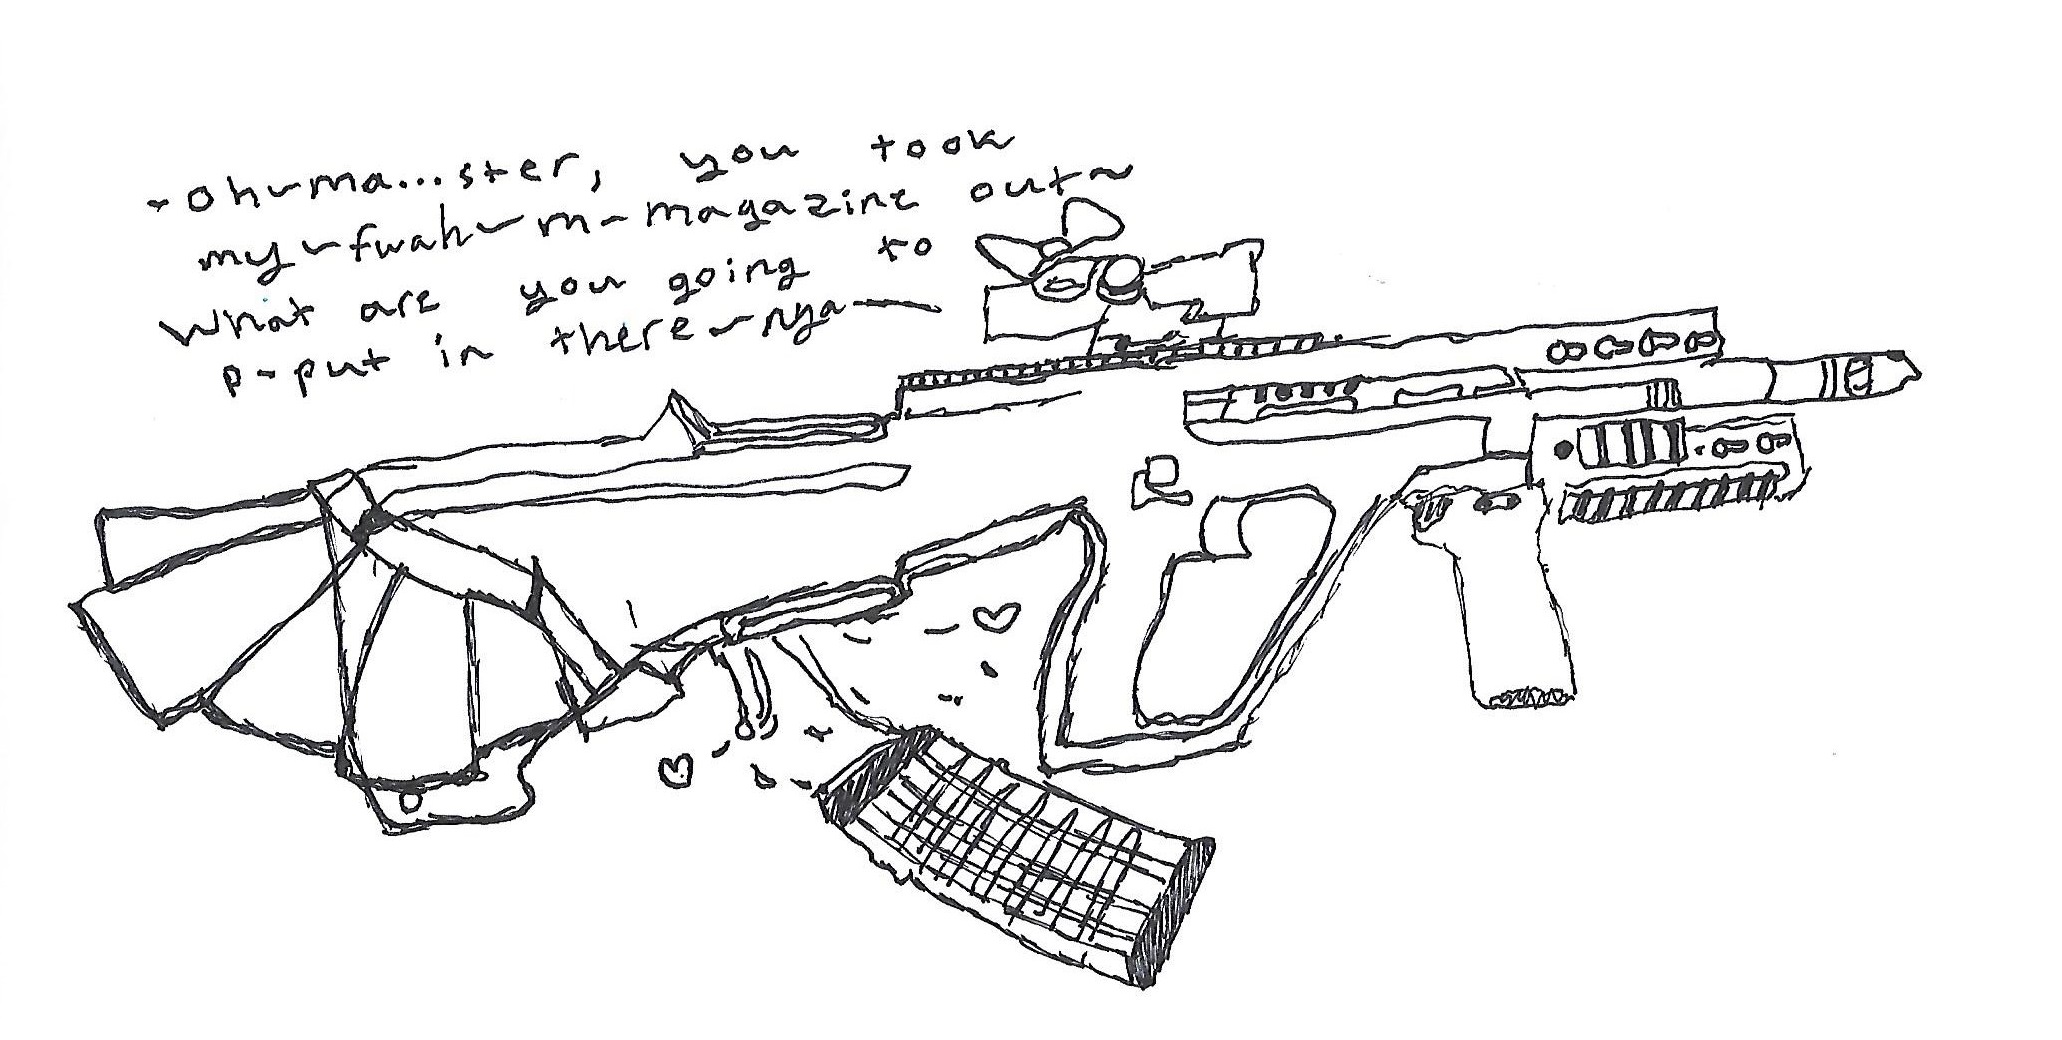 ~oh~ma...ster, you took
my~fwah~m-magazine out~
What are you going to
p-put in there~nya—